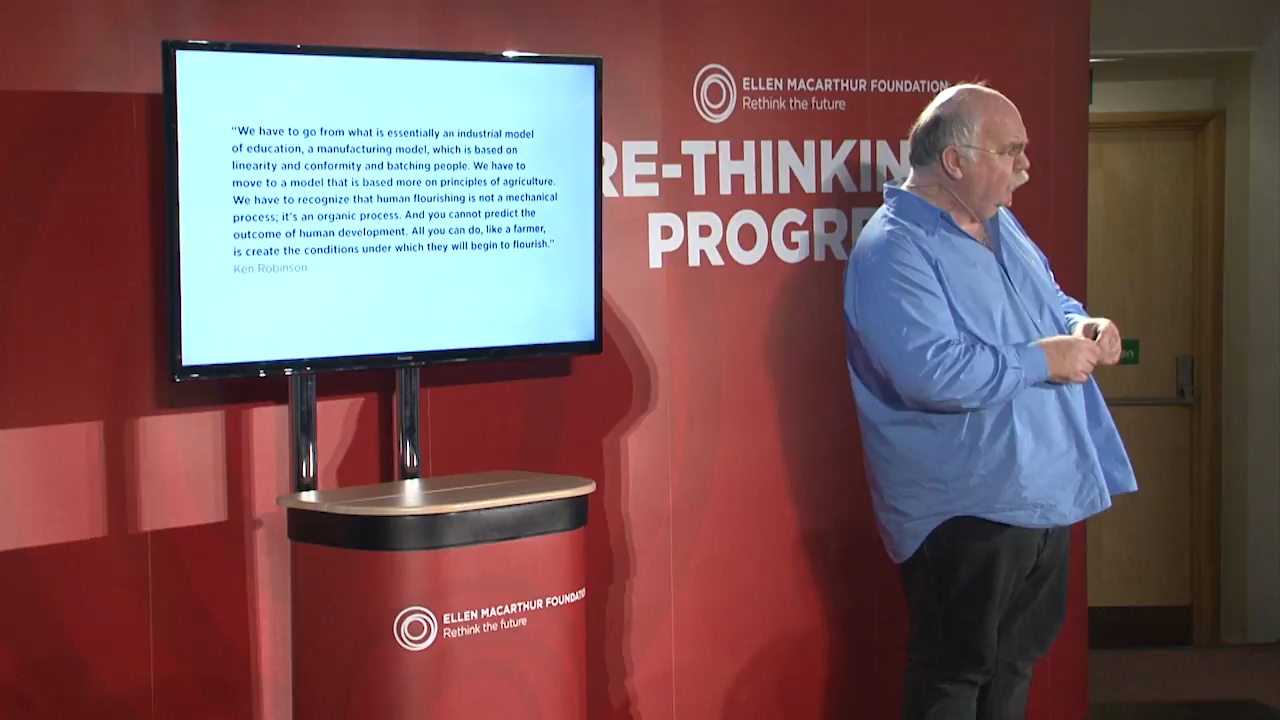 “We have to go from what is essentially an industrial model
of education, a manufacturing model, which is based on
linearity and conformity and batching people. We have to
move to a model that is based more on principles of agriculture.
We have to recognize that human flourishing is not a mechanical
process; it's an organic process. And you cannot predict the
outcome of human development. All you can do, like a farmer,
is create the conditions under which they will begin to flourish.”
Ken Robinson
Panasonic
ELLEN MACARTHUR FOUNDATION
Rethink the future
RE-THINKIN
PROGRE
ELLEN MACARTHUR FOUNDATION
Rethink the future